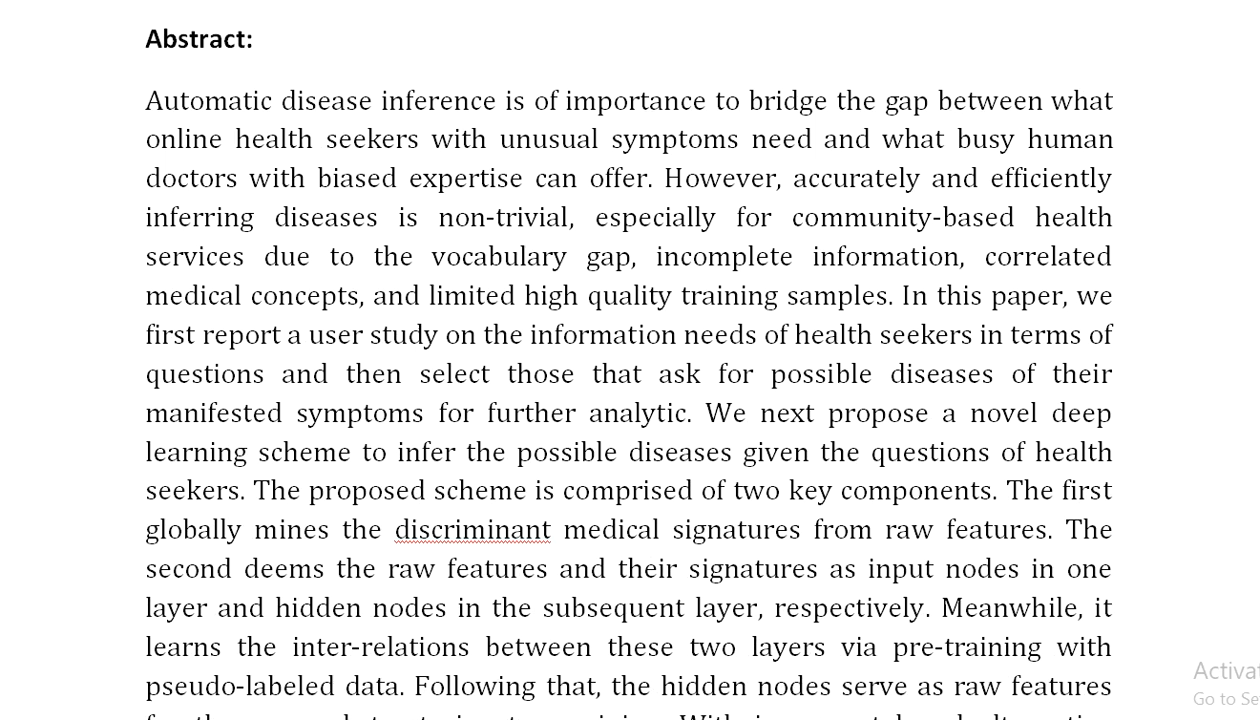 Abstract:
Automatic disease inference is of importance to bridge the gap between what
online health seekers with unusual symptoms need and what busy human
doctors with biased expertise can offer. However, accurately and efficiently
inferring diseases is non-trivial, especially for community-based health
services due to the vocabulary gap, incomplete information, correlated
medical concepts, and limited high quality training samples. In this paper, we
first report a user study on the information needs of health seekers in terms of
questions and then select those that ask for possible diseases of their
manifested symptoms for further analytic. We next propose a novel deep
learning scheme to infer the possible diseases given the questions of health
seekers. The proposed scheme is comprised of two key components. The first
globally mines the discriminant medical signatures from raw features. The
second deems the raw features and their signatures as input nodes in one
layer and hidden nodes in the subsequent layer, respectively. Meanwhile, it
learns the inter-relations between these two layers via pre-training with
pseudo-labeled data. Following that, the hidden nodes serve as raw features
Activat
Go to Se